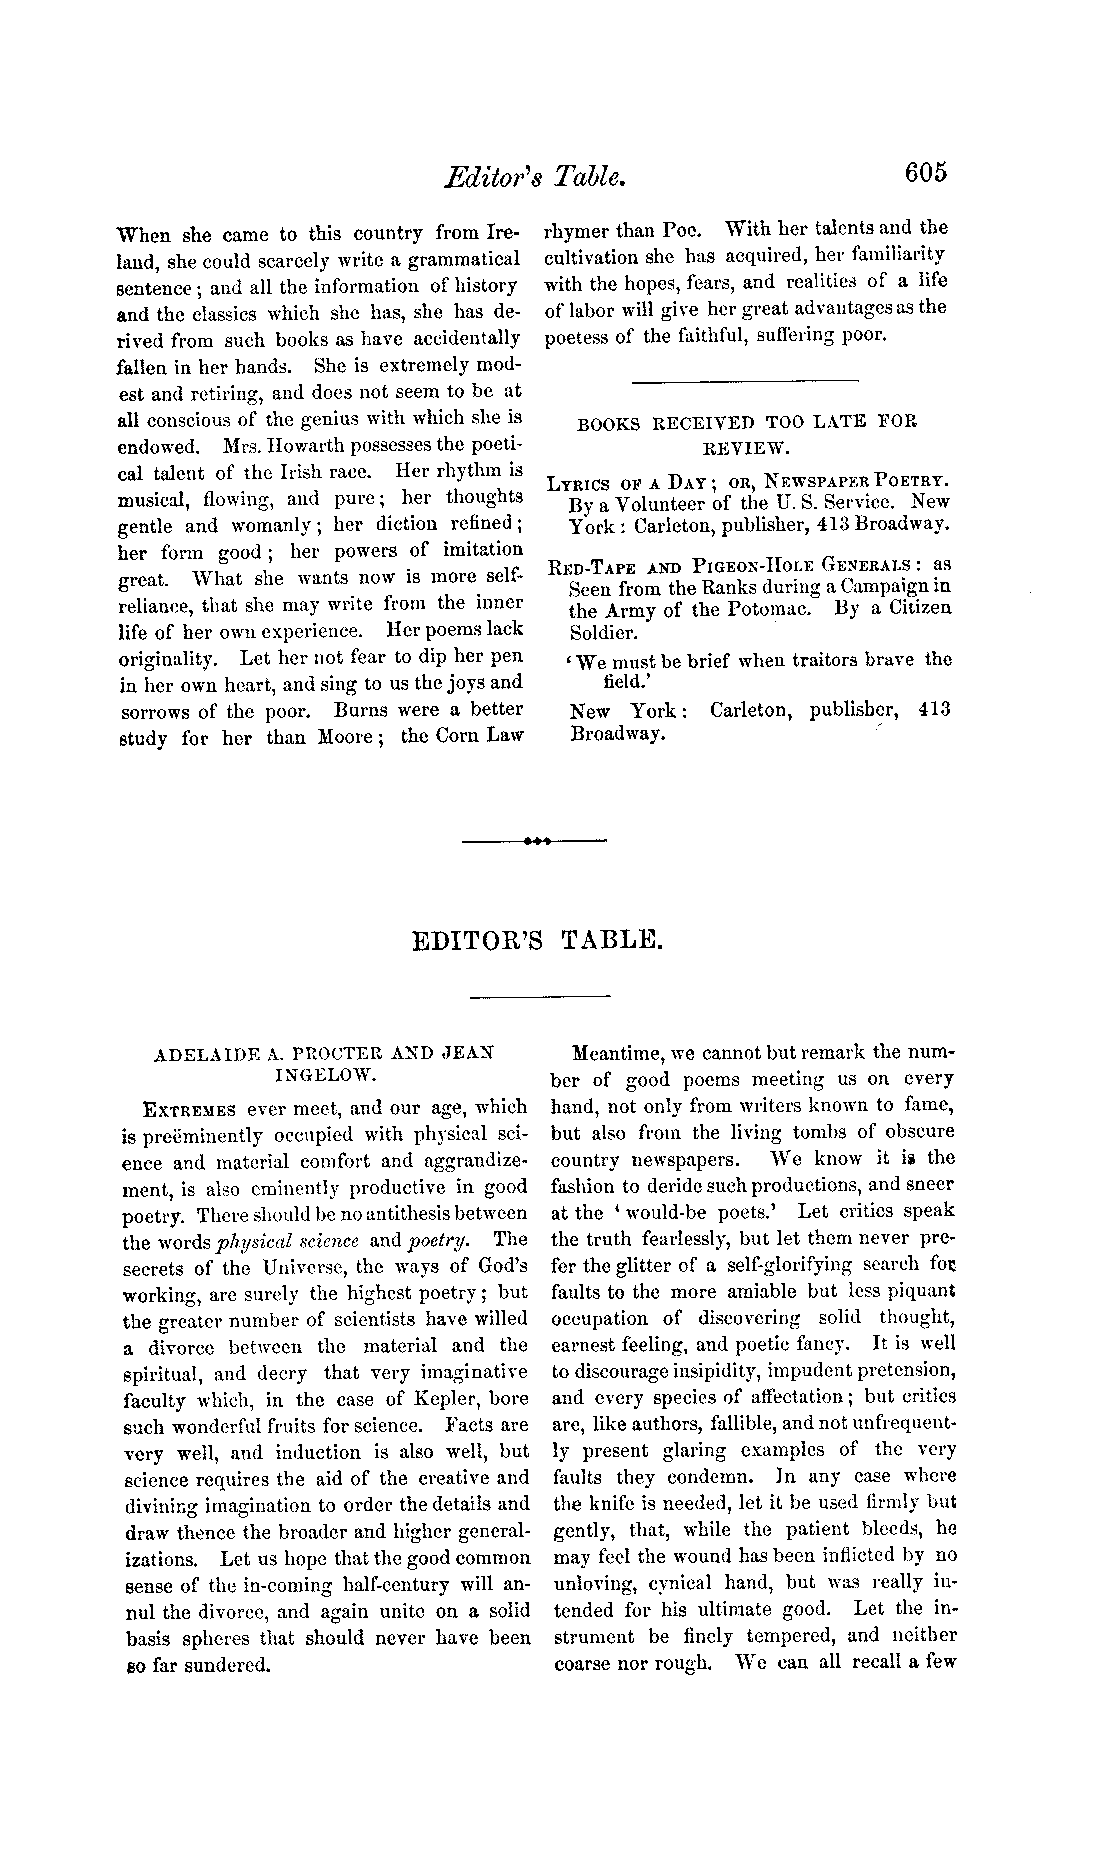 Editor's Table.
605
When she came to this country from Ire-
land, she could scarcely write a grammatical
sentence; and all the information of history
and the classics which she has, she has de-
rived from such books as have accidentally
fallen in her hands. She is extremely mod-
est and retiring, and does not seem to be at
all conscious of the genius with which she is
endowed. Mrs. Howarth possesses the poeti-
cal talent of the Irish race. Her rhythm is
musical, flowing, and pure; her thoughts
gentle and womanly; her diction refined;
her form good; her powers of imitation
great. What she wants now is more self-
reliance, that she may write from the inner
life of her own experience. Her poems lack
originality. Let her not fear to dip her pen
in her own heart, and sing to us the joys and
sorrows of the poor. Burns were a better
study for her than Moore; the Corn Law
rhymer than Poe. With her talents and the
cultivation she has acquired, her familiarity
with the hopes, fears, and realities of a life
of labor will give her great advantages as the
poetess of the faithful, suffering poor.
BOOKS RECEIVED TOO LATE FOR
REVIEW.
LYRICS OF A DAY; OR, NEWSPAPER POETRY.
By a Volunteer of the U. S. Service. New
York: Carleton, publisher, 413 Broadway.
RED-TAPE AND PIGEON-HOLE GENERALS: as
Seen from the Ranks during a Campaign in
the Army of the Potomac. By a Citizen
Soldier.
'We must be brief when traitors brave the
field.'
New York: Carleton, publisher, 413
Broadway.
EDITOR'S TABLE.
ADELAIDE A. PROCTER AND JEAN
INGELOW.
EXTREMES ever meet, and our age, which
is preëminently occupied with physical sci-
ence and material comfort and aggrandize-
ment, is also eminently productive in good
poetry. There should be no antithesis between
the words physical science and poetry. The
secrets of the Universe, the ways of God's
working, are surely the highest poetry; but
the greater number of scientists have willed
a divorce between the material and the
spiritual, and decry that very imaginative
faculty which, in the case of Kepler, bore
such wonderful fruits for science. Facts are
very well, and induction is also well, but
science requires the aid of the creative and
divining imagination to order the details and
draw thence the broader and higher general-
izations. Let us hope that the good common
sense of the in-coming half-century will an-
nul the divorce, and again unite on a solid
basis spheres that should never have been
so far sundered.
Meantime, we cannot but remark the num-
ber of good poems meeting us on every
hand, not only from writers known to fame,
but also from the living tombs of obscure
country newspapers. We know it is the
fashion to deride such productions, and sneer
at the 'would-be poets.' Let critics speak
the truth fearlessly, but let them never pre-
fer the glitter of a self-glorifying search for
faults to the more amiable but less piquant
occupation of discovering solid thought,
earnest feeling, and poetic fancy. It is well
to discourage insipidity, impudent pretension,
and every species of affectation; but critics
are, like authors, fallible, and not unfrequent-
ly present glaring examples of the very
faults they condemn. In any case where
the knife is needed, let it be used firmly but
gently, that, while the patient bleeds, he
may feel the wound has been inflicted by no
unloving, cynical hand, but was really in-
tended for his ultimate good. Let the in-
strument be finely tempered, and neither
coarse nor rough. We can all recall a few